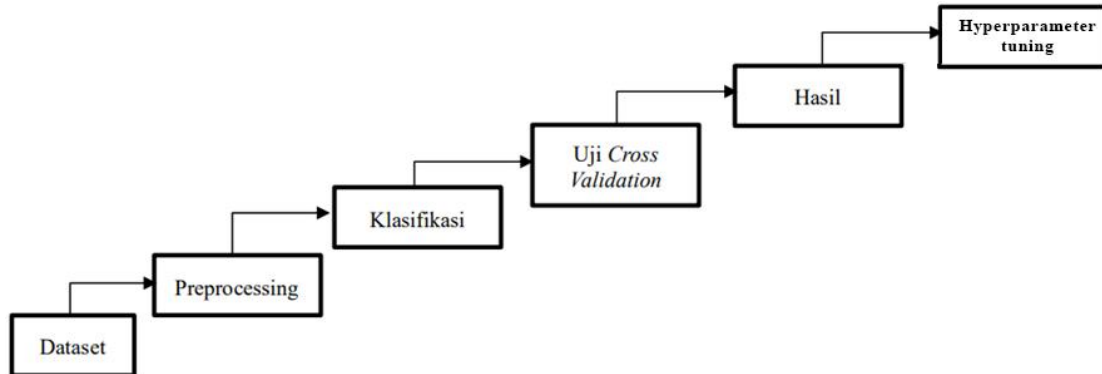 Hyperparameter
tuning
Hasil
Uji Cross
Validation
Klasifikasi
Preprocessing
Dataset